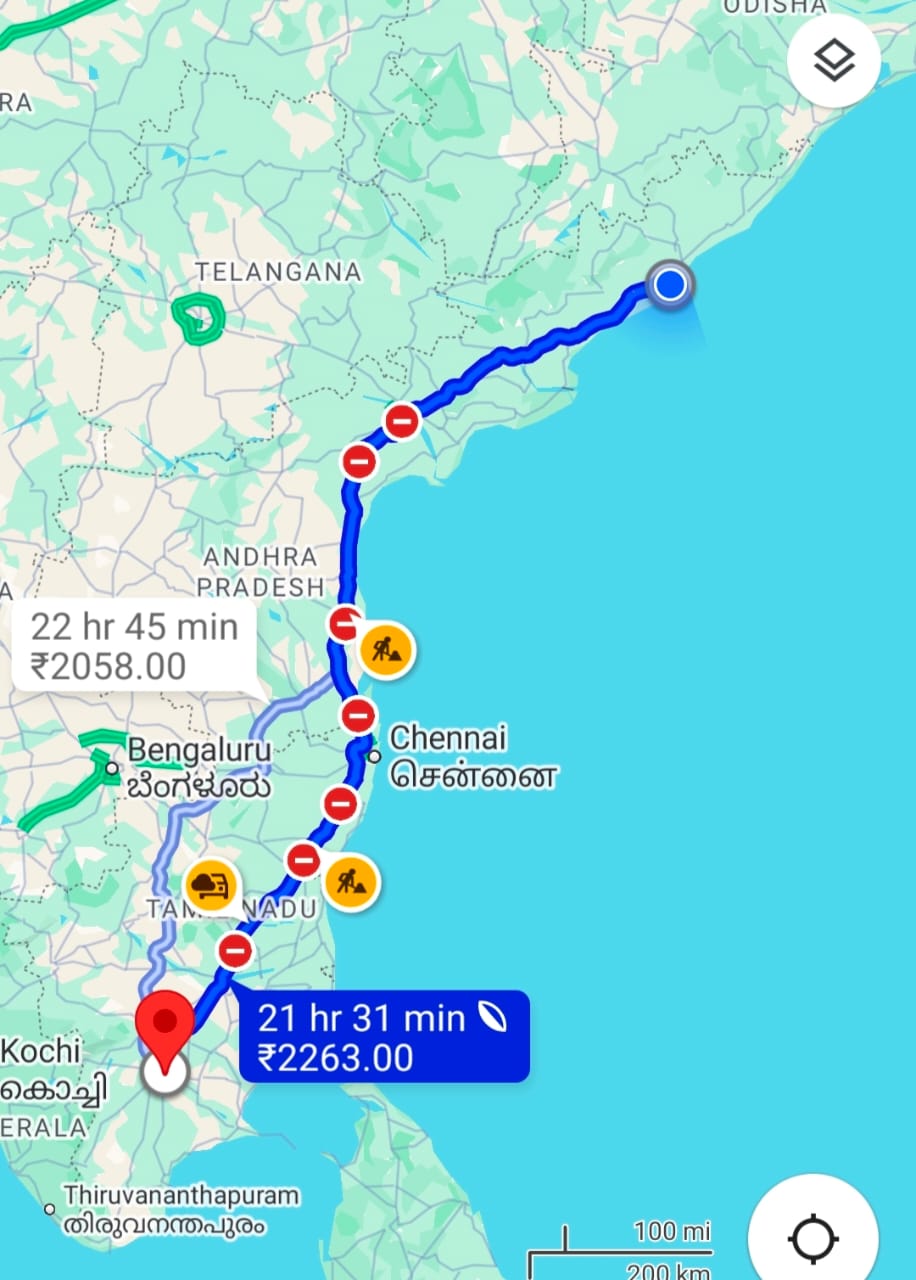 ODISHA
RA
TELANGANA
ANDHRA
PRADESH
A
22 hr 45 min
₹2058.00
Bengaluru
ಬೆಂಗಳೂರು
Chennai
சென்னை
TAMIL NADU
21 hr 31 min
₹2263.00
Kochi
കൊച്ചി
ERALA
Thiruvananthapuram
തിരുവനന്തപുരം
100 mi
200 km